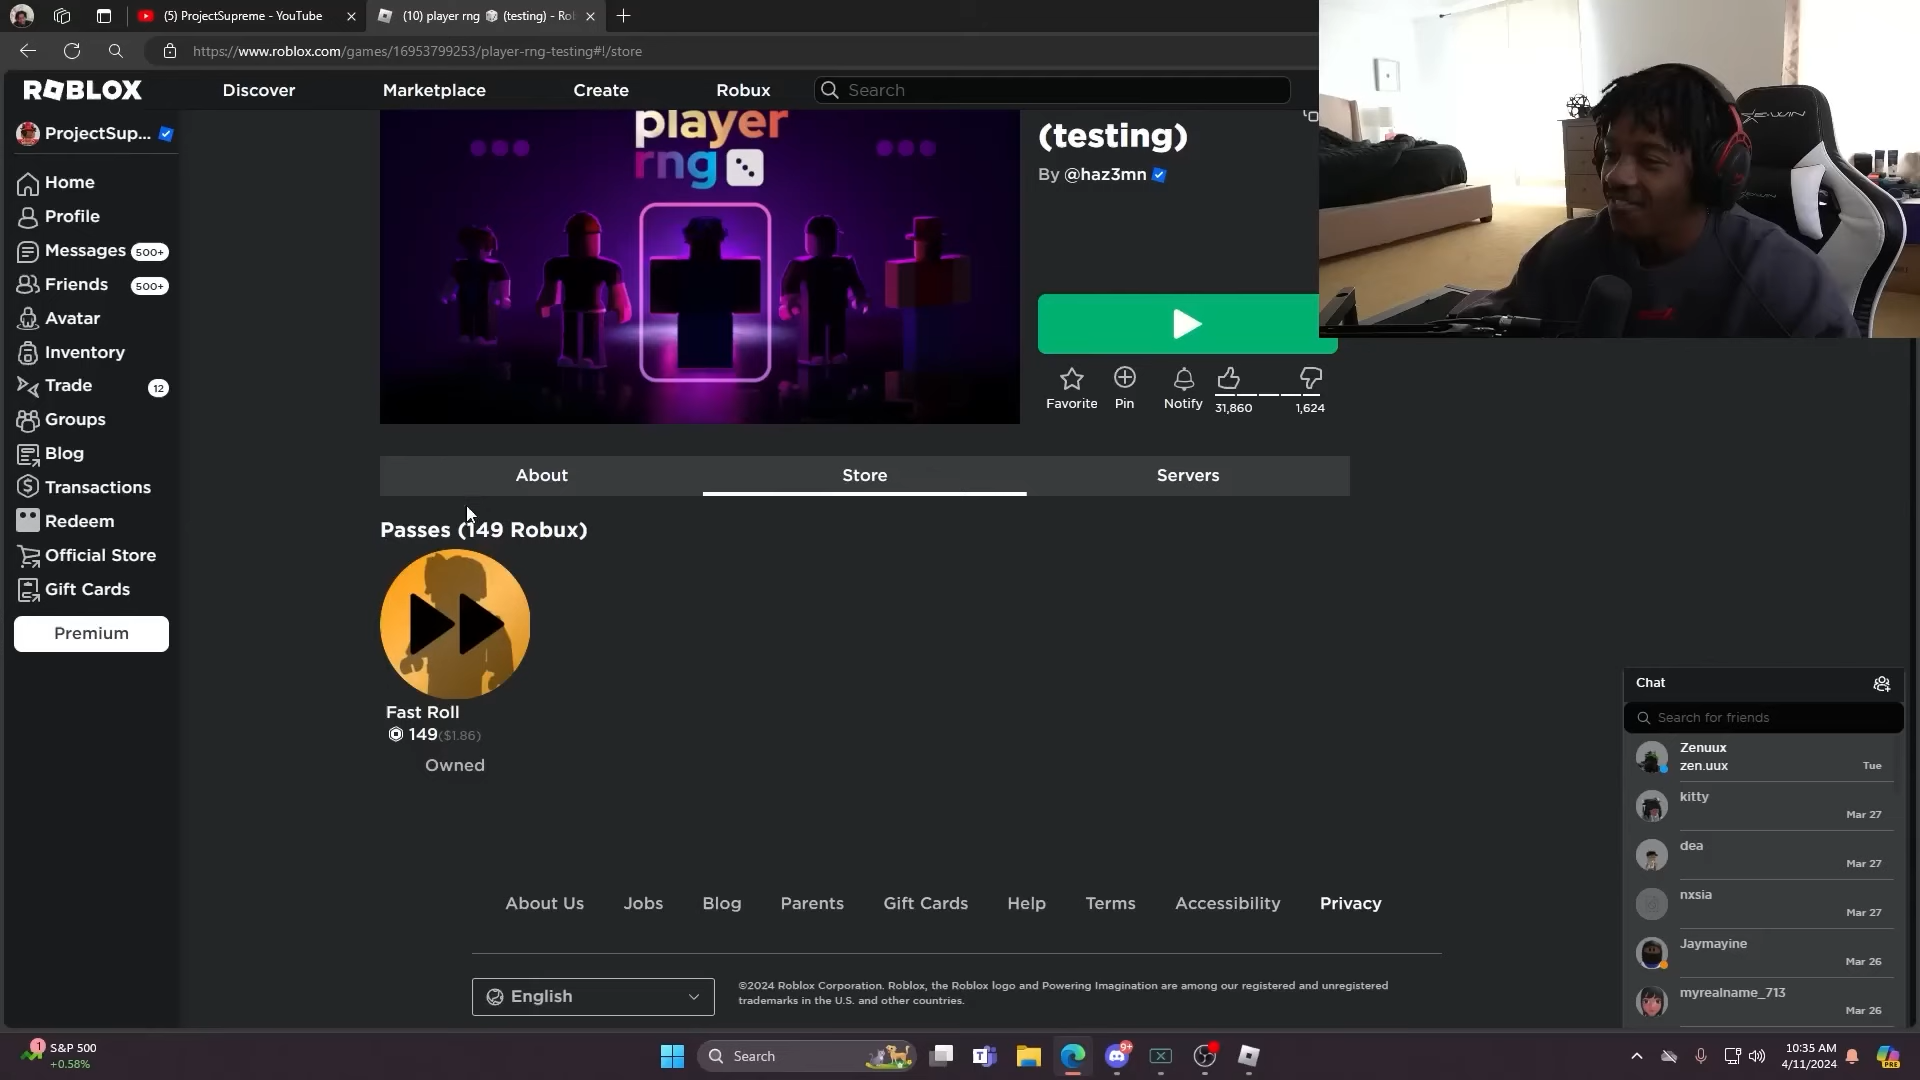 (5) ProjectSupreme - YouTube
(10) player rng (testing) - Ro
https://www.roblox.com/games/16953799253/player-rng-testing#!/store
ROBLOX
Discover
Marketplace
Create
Robux
Search
ProjectSup...
Home
Profile
Messages 500+
Friends 500+
Avatar
Inventory
Trade 12
Groups
Blog
Transactions
Redeem
Official Store
Gift Cards
Premium
player
rng
(testing)
By @haz3mn
Favorite
Pin
Notify
31,860
1,624
About
Store
Servers
Passes (149 Robux)
Fast Roll
149($1.86)
Owned
About Us
Jobs
Blog
Parents
Gift Cards
Help
Terms
Accessibility
Privacy
English
©2024 Roblox Corporation. Roblox, the Roblox logo and Powering Imagination are among our registered and unregistered
trademarks in the U.S. and other countries.
Chat
Search for friends
Zenuux
zen.uux
Tue
kitty
Mar 27
dea
Mar 27
nxsia
Mar 27
Jaymayine
Mar 26
myrealname_713
Mar 26
1
S&P 500
+0.58%
Search
9+
10:35 AM
4/11/2024
PRE